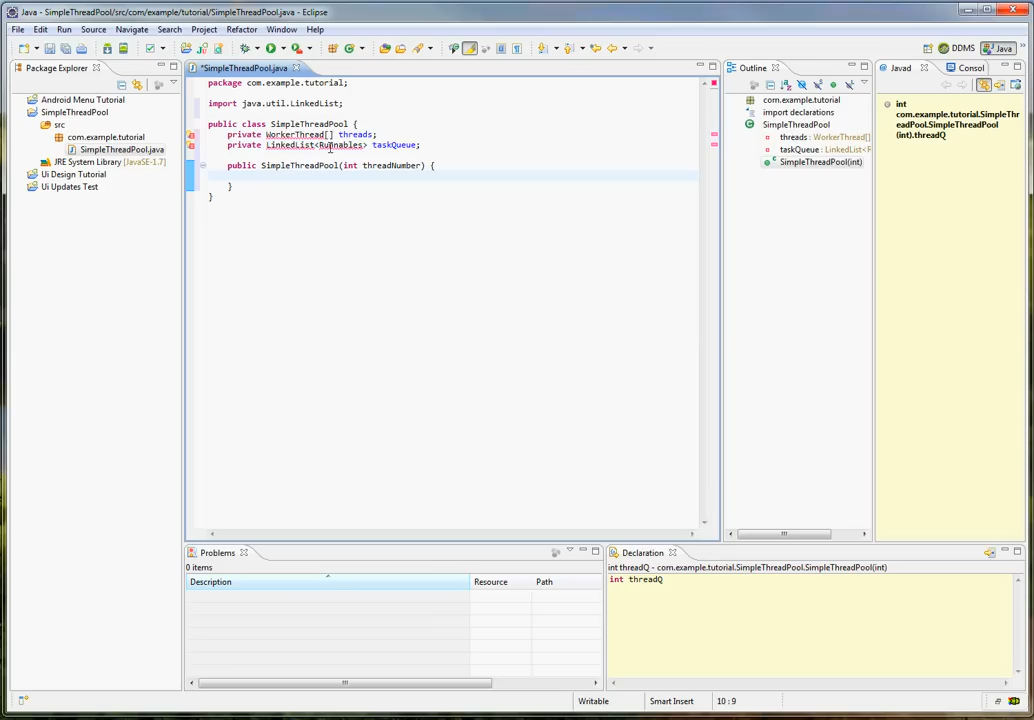 Java - SimpleThreadPool/src/com/example/tutorial/SimpleThreadPool.java - Eclipse
File Edit View Source Navigate Search Project Refactor Window Help
DDMS Java
Package Explorer
Android Menu Tutorial
SimpleThreadPool
src
com.example.tutorial
SimpleThreadPool.java
JRE System Library [JavaSE-1.7]
Ui Design Tutorial
Ui Updates Test
*SimpleThreadPool.java
package com.example.tutorial;
import java.util.LinkedList;
public class SimpleThreadPool {
private WorkerThread[] threads;
private LinkedList<Runnables> taskQueue;
public SimpleThreadPool(int threadNumber) {
}
}
Outline
com.example.tutorial
import declarations
SimpleThreadPool
threads : WorkerThread[]
taskQueue : LinkedList<R
SimpleThreadPool(int)
Javad
Consol
int
com.example.tutorial.SimpleThr
eadPool.SimpleThreadPool
(int).threadQ
Problems
0 items
Description Resource Path
Declaration
int threadQ - com.example.tutorial.SimpleThreadPool.SimpleThreadPool(int)
int threadQ
Writable Smart Insert 10 : 9